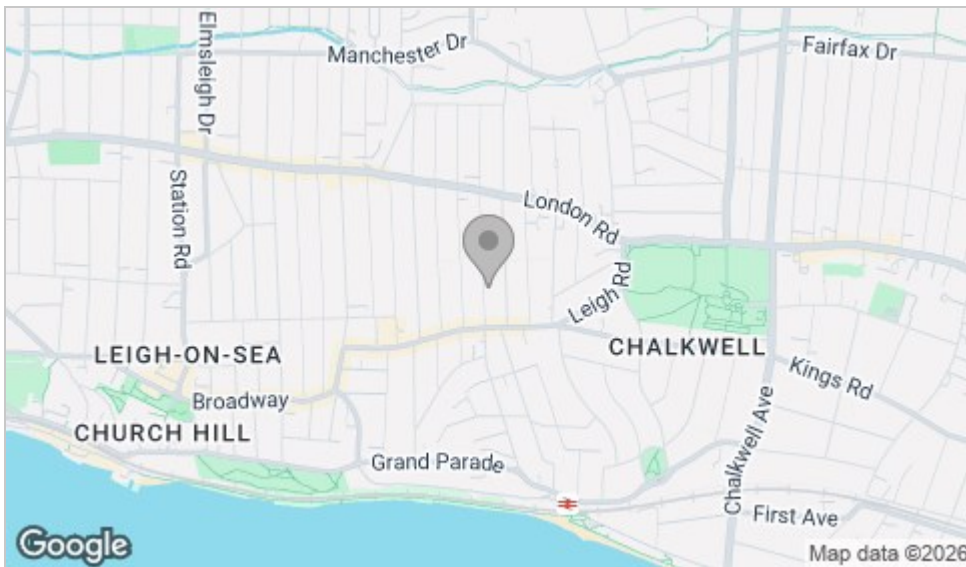 Elmsleigh Dr
Manchester Dr
Fairfax Dr
Station Rd
London Rd
Leigh Rd
LEIGH-ON-SEA
CHALKWELL
Kings Rd
Broadway
CHURCH HILL
Chalkwell Ave
Grand Parade
First Ave
Google
Map data ©2026